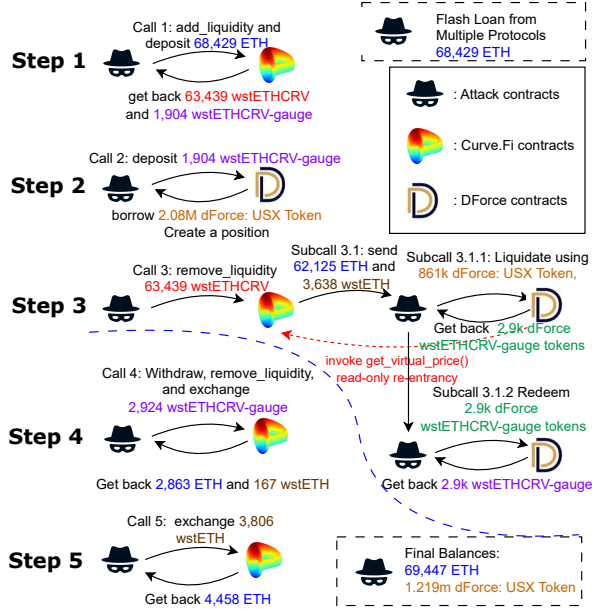 Call 1: add_liquidity
and deposit 68,429 ETH
Step 1
get back 63,439 wstETHCRV
and 1,904 wstETHCRV-gauge
Flash Loan from
Multiple Protocols
68,429 ETH
: Attack contracts
: Curve.Fi contracts
: DForce contracts
Call 2: deposit 1,904 wstETHCRV-gauge
Step 2
borrow 2.08M dForce: USX Token
Create a position
Call 3: remove_liquidity
63,439 wstETHCRV
Step 3
Subcall 3.1: send
62,125 ETH and
3,638 wstETH
Subcall 3.1.1: Liquidate using
861k dForce: USX Token,
Get back 2.9k dForce
wstETHCRV-gauge tokens
invoke get_virtual_price()
read-only re-entrancy
Subcall 3.1.2 Redeem
2.9k dForce
wstETHCRV-gauge tokens
Get back 2.9k wstETHCRV-gauge
Call 4: Withdraw, remove_liquidity,
and exchange
2,924 wstETHCRV-gauge
Step 4
Get back 2,863 ETH and 167 wstETH
Call 5: exchange 3,806
wstETH
Step 5
Get back 4,458 ETH
Final Balances:
69,447 ETH
1.219m dForce: USX Token